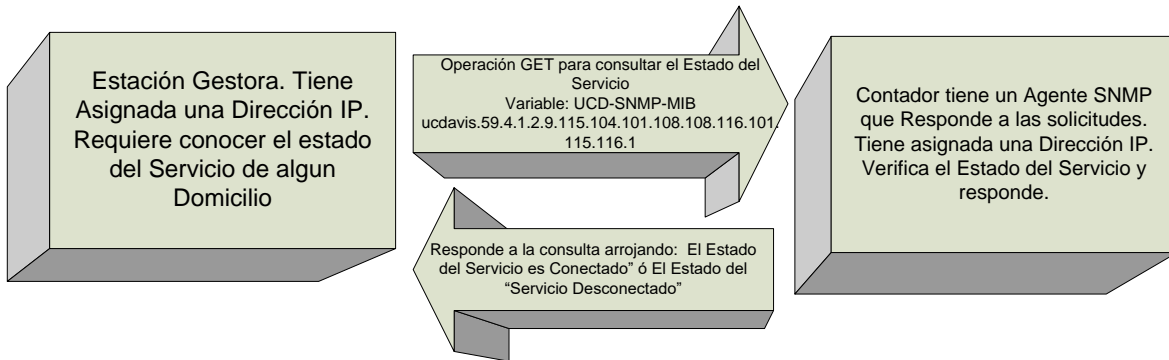 Estación Gestora. Tiene
Asignada una Dirección IP.
Requiere conocer el estado
del Servicio de algun
Domicilio
Operación GET para consultar el Estado del
Servicio
Variable: UCD-SNMP-MIB
ucdavis.59.4.1.2.9.115.104.101.108.108.116.101.
115.116.1
Responde a la consulta arrojando:  El Estado
del Servicio es Conectado” ó El Estado del
“Servicio Desconectado”
Contador tiene un Agente SNMP
que Responde a las solicitudes.
Tiene asignada una Dirección IP.
Verifica el Estado del Servicio y
responde.